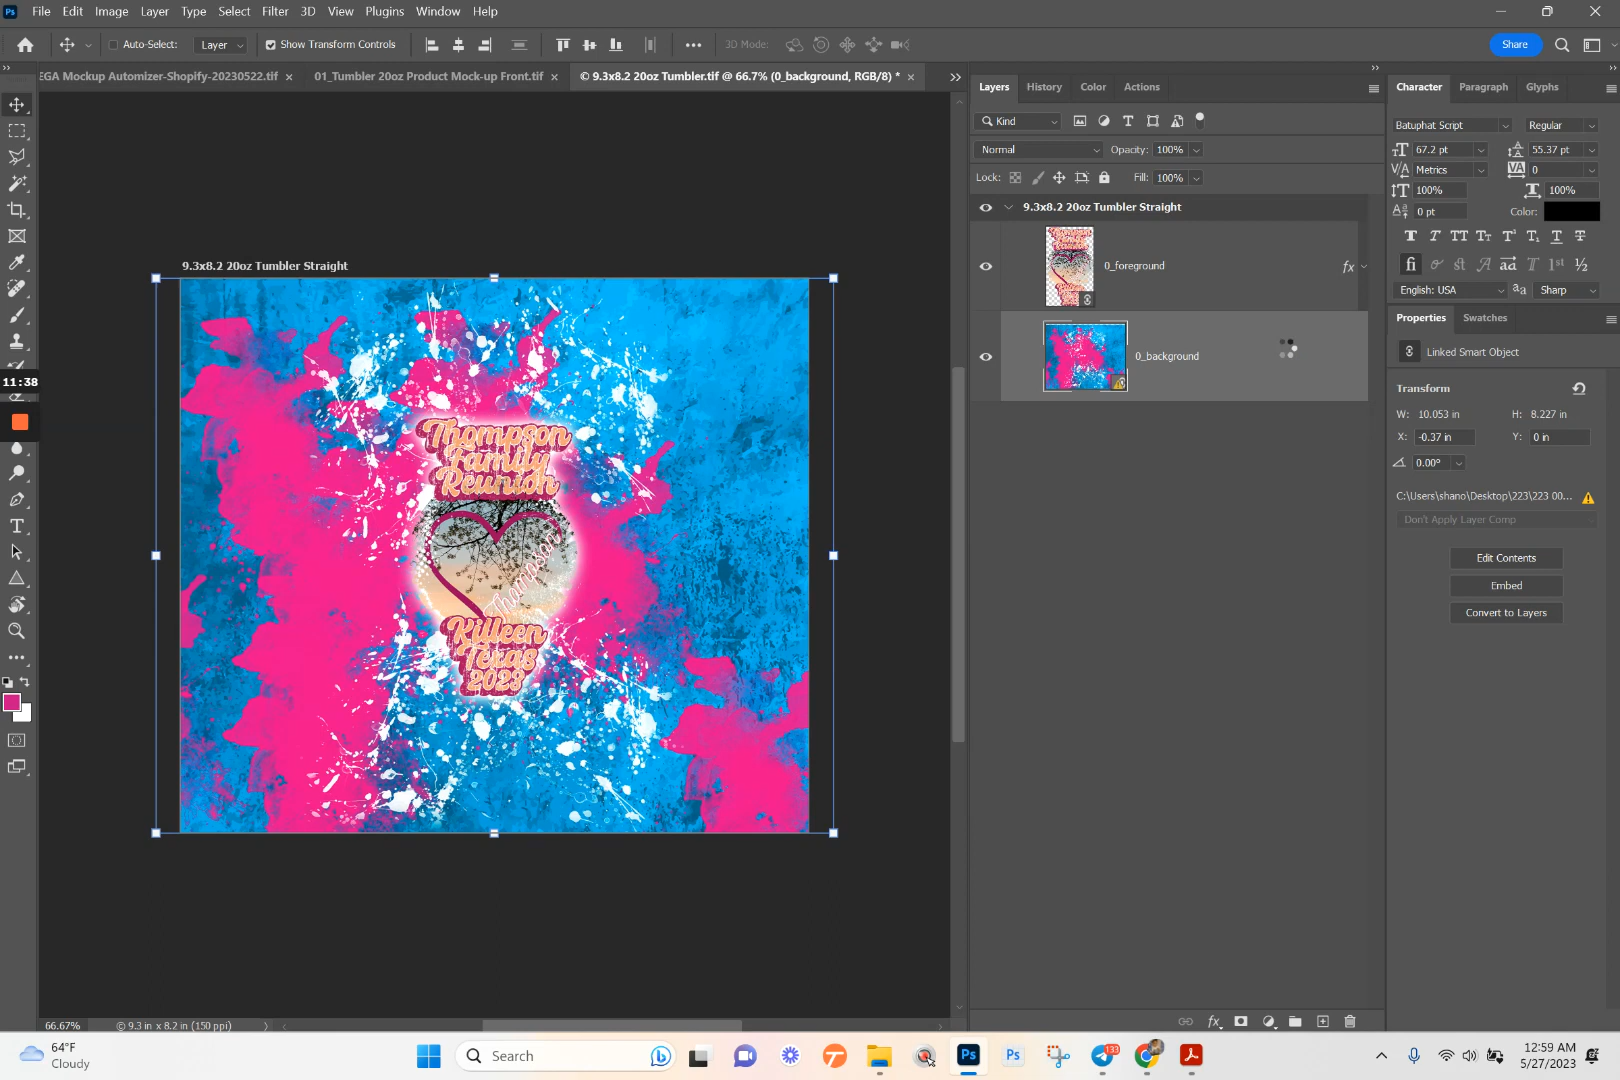 Ps File Edit Image Layer Type Select Filter 3D View Plugins Window Help
Auto-Select: Layer Show Transform Controls 3D Mode: Share
EGA Mockup Automizer-Shopify-20230522.tif 01_Tumbler 20oz Product Mock-up Front.tif © 9.3x8.2 20oz Tumbler.tif @ 66.7% (0_background, RGB/8) *
Layers History Color Actions
Kind
Normal Opacity: 100%
Lock: Fill: 100%
9.3x8.2 20oz Tumbler Straight
0_foreground fx
0_background
Character Paragraph Glyphs
Batuphat Script Regular
67.2 pt 55.37 pt
Metrics 0
100% 100%
0 pt Color:
English: USA Sharp
Properties Swatches
Linked Smart Object
Transform
W: 10.053 in H: 8.227 in
X: -0.37 in Y: 0 in
0.00°
C:\Users\shano\Desktop\223\223 00...
Don't Apply Layer Comp
Edit Contents
Embed
Convert to Layers
9.3x8.2 20oz Tumbler Straight
Thompson
Family
Reunion
Thompson
Killeen
Texas
2023
11:38
66.67% © 9.3 in x 8.2 in (150 ppi)
64°F
Cloudy
Search
Ps
Ps
133
12:59 AM
5/27/2023